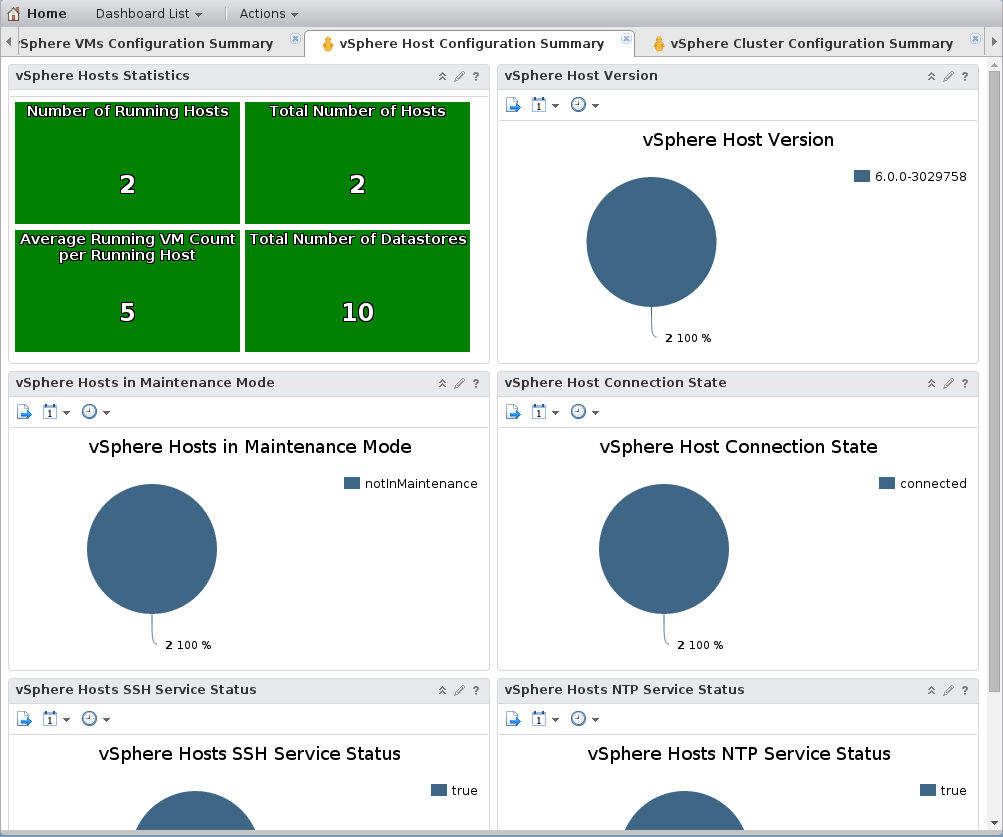 Home Dashboard List Actions
Sphere VMs Configuration Summary vSphere Host Configuration Summary vSphere Cluster Configuration Summary
vSphere Hosts Statistics ?
Number of Running Hosts
2
Total Number of Hosts
2
Average Running VM Count
per Running Host
5
Total Number of Datastores
10
vSphere Host Version ?
1
vSphere Host Version
6.0.0-3029758
2 100 %
vSphere Hosts in Maintenance Mode ?
1
vSphere Hosts in Maintenance Mode
notInMaintenance
2 100 %
vSphere Host Connection State ?
1
vSphere Host Connection State
connected
2 100 %
vSphere Hosts SSH Service Status ?
1
vSphere Hosts SSH Service Status
true
vSphere Hosts NTP Service Status ?
1
vSphere Hosts NTP Service Status
true